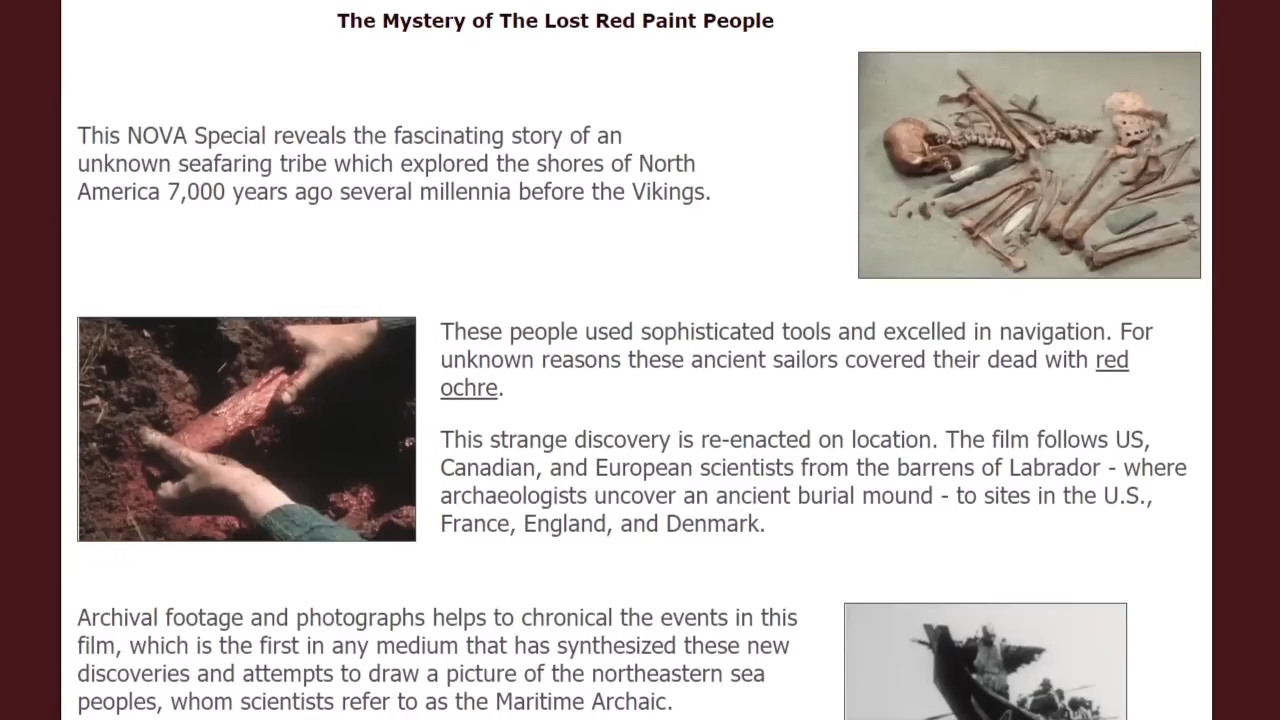 The Mystery of The Lost Red Paint People
This NOVA Special reveals the fascinating story of an
unknown seafaring tribe which explored the shores of North
America 7,000 years ago several millennia before the Vikings.
These people used sophisticated tools and excelled in navigation. For
unknown reasons these ancient sailors covered their dead with red
ochre.
This strange discovery is re-enacted on location. The film follows US,
Canadian, and European scientists from the barrens of Labrador - where
archaeologists uncover an ancient burial mound - to sites in the U.S.,
France, England, and Denmark.
Archival footage and photographs helps to chronical the events in this
film, which is the first in any medium that has synthesized these new
discoveries and attempts to draw a picture of the northeastern sea
peoples, whom scientists refer to as the Maritime Archaic.